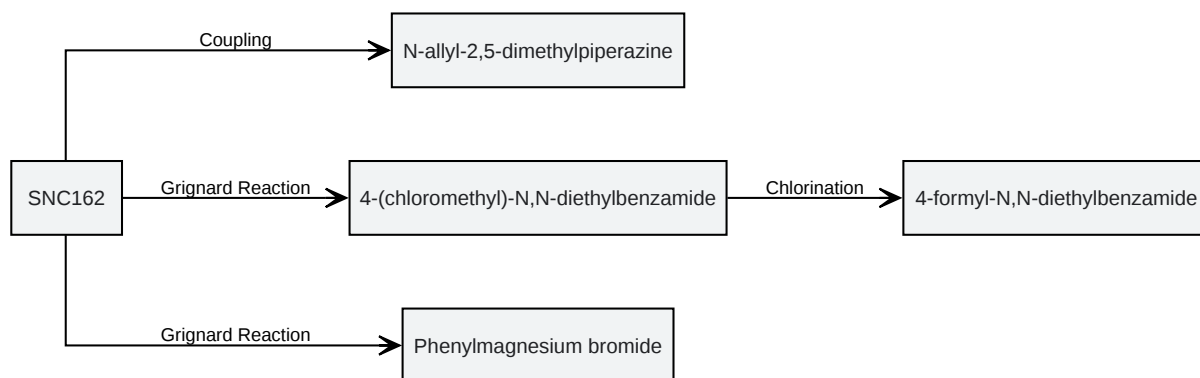 Coupling
N-allyl-2,5-dimethylpiperazine
SNC162
Grignard Reaction
4-(chloromethyl)-N,N-diethylbenzamide
Chlorination
4-formyl-N,N-diethylbenzamide
Grignard Reaction
Phenylmagnesium bromide